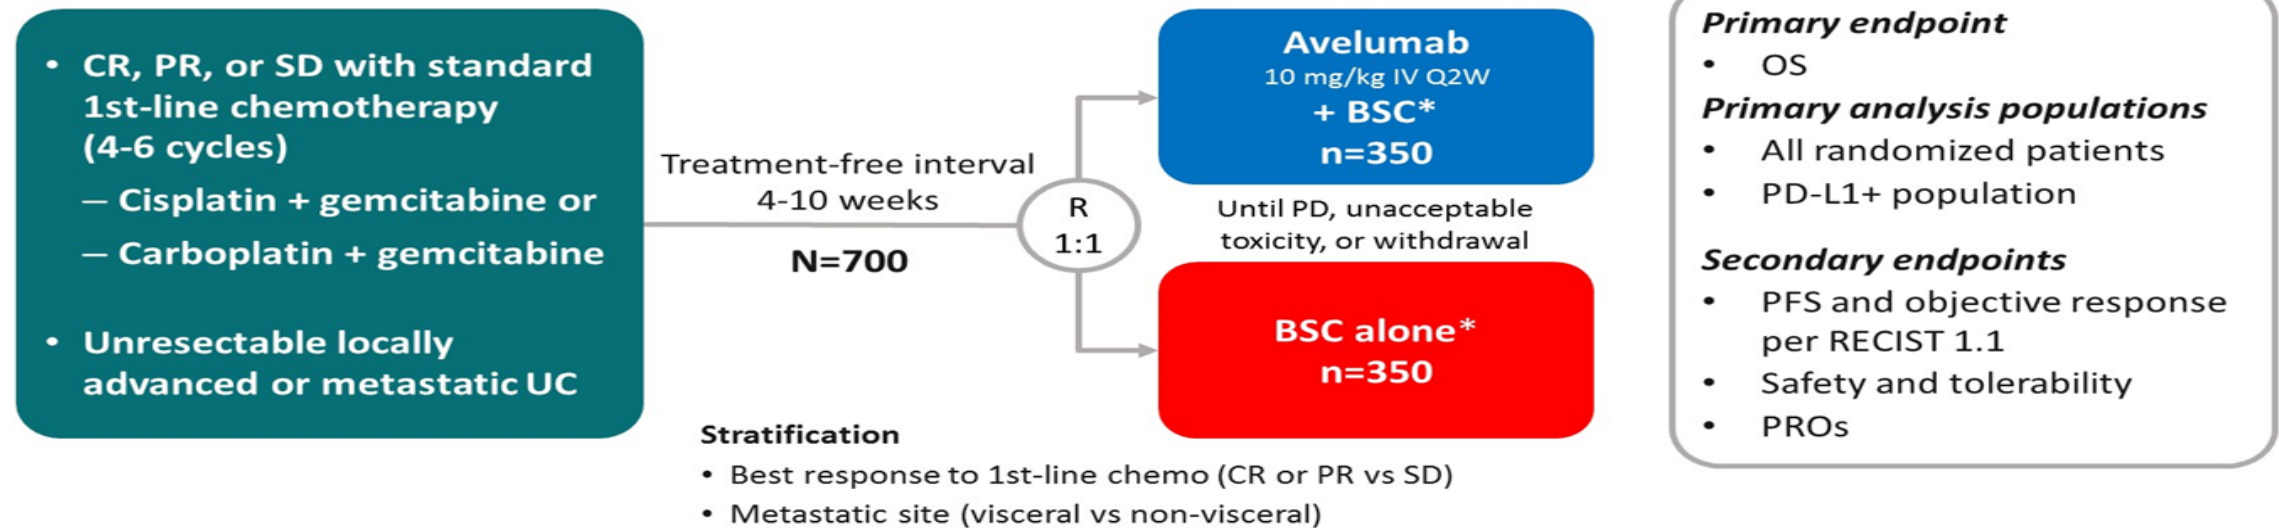 • CR, PR, or SD with standard
1st-line chemotherapy
(4-6 cycles)
– Cisplatin + gemcitabine or
– Carboplatin + gemcitabine
• Unresectable locally
advanced or metastatic UC
Treatment-free interval
4-10 weeks
N=700
R
1:1
Avelumab
10 mg/kg IV Q2W
+ BSC*
n=350
Until PD, unacceptable
toxicity, or withdrawal
BSC alone*
n=350
Stratification
• Best response to 1st-line chemo (CR or PR vs SD)
• Metastatic site (visceral vs non-visceral)
Primary endpoint
• OS
Primary analysis populations
• All randomized patients
• PD-L1+ population
Secondary endpoints
• PFS and objective response
per RECIST 1.1
• Safety and tolerability
• PROs